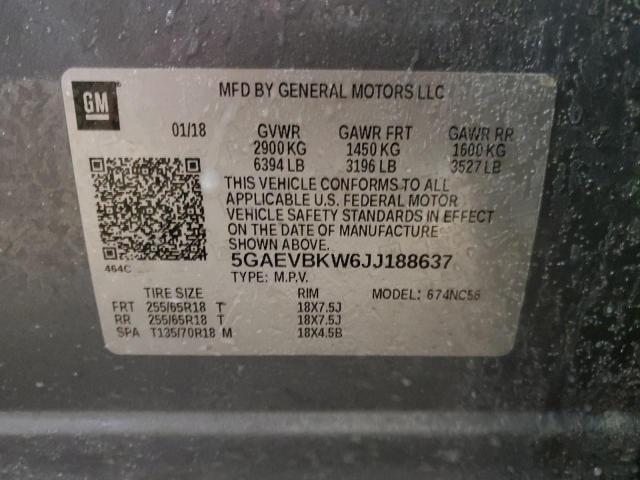 GM
MFD BY GENERAL MOTORS LLC
01/18 GVWR GAWR FRT GAWR RR
2900 KG 1450 KG 1600 KG
6394 LB 3196 LB 3527 LB
THIS VEHICLE CONFORMS TO ALL
APPLICABLE U.S. FEDERAL MOTOR
VEHICLE SAFETY STANDARDS IN EFFECT
ON THE DATE OF MANUFACTURE
SHOWN ABOVE.
464C
5GAEVBKW6JJ188637
TYPE: M.P.V.
TIRE SIZE RIM MODEL: 674NC56
FRT 255/65R18 T 18X7.5J
RR 255/65R18 T 18X7.5J
SPA T135/70R18 M 18X4.5B